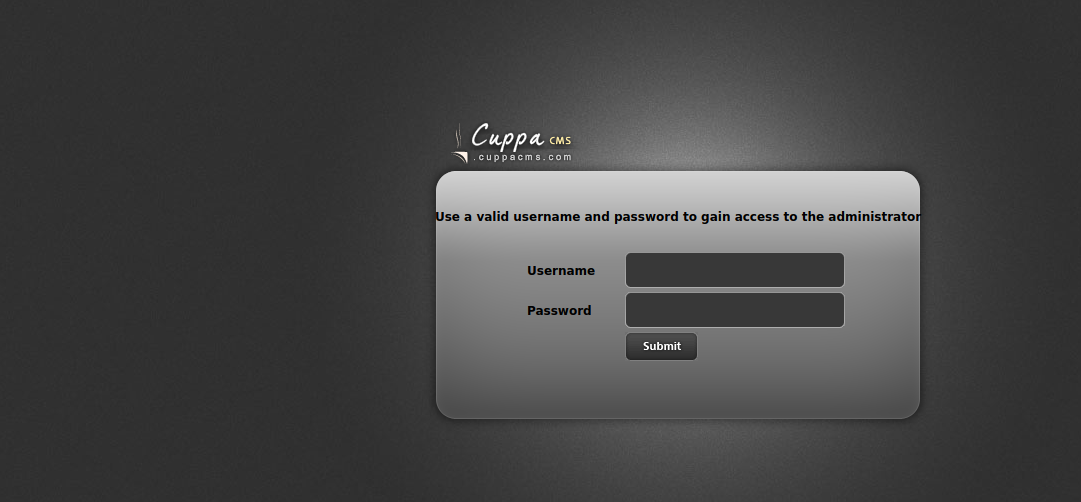 Cuppa CMS
.cuppacms.com
Use a valid username and password to gain access to the administrator
Username
Password
Submit